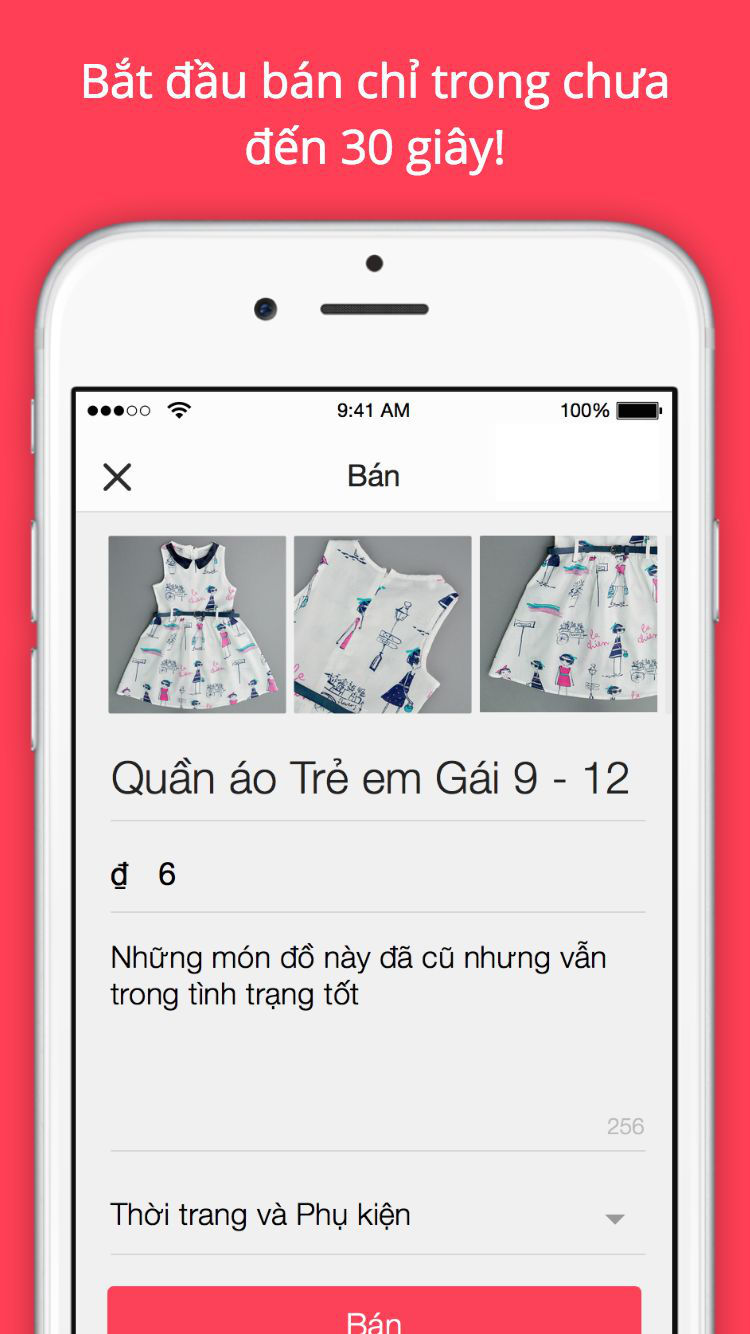 Bắt đầu bán chỉ trong chưa
đến 30 giây!
9:41 AM
100%
Bán
Quần áo Trẻ em Gái 9 - 12
₫ 6
Những món đồ này đã cũ nhưng vẫn
trong tình trạng tốt
256
Thời trang và Phụ kiện
Bán